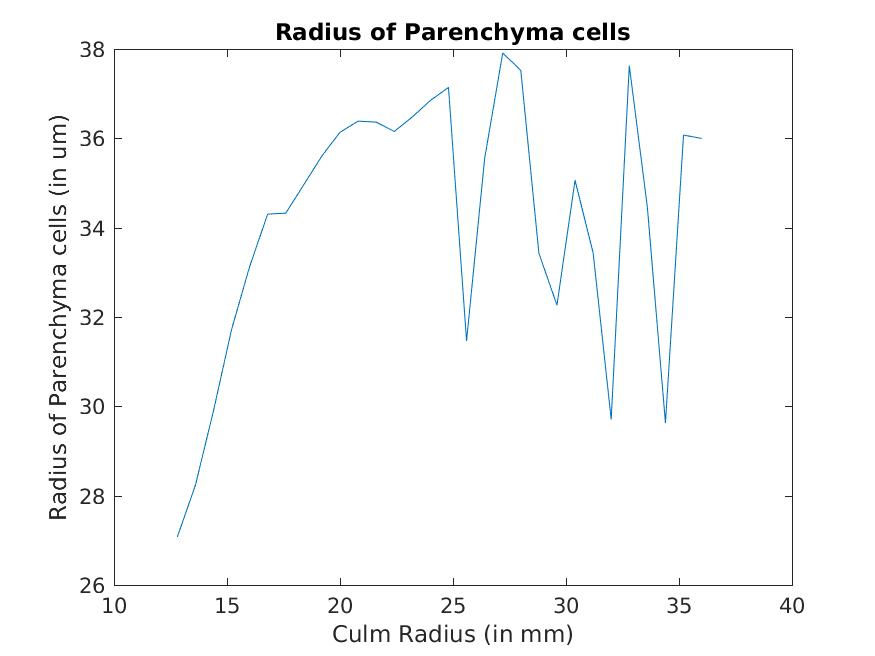 Radius of Parenchyma cells
38
36
34
32
30
28
26
Radius of Parenchyma cells (in um)
10 15 20 25 30 35 40
Culm Radius (in mm)